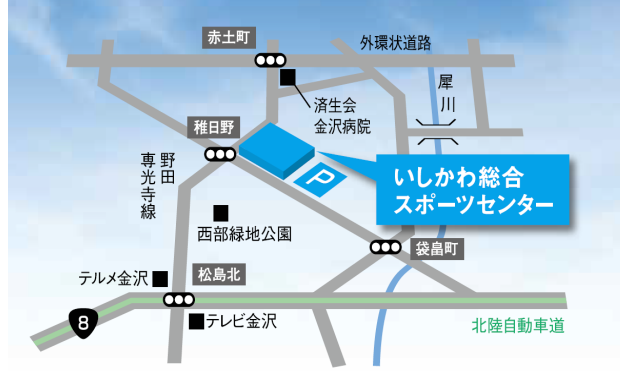 赤土町
外環状道路
犀川
済生会
金沢病院
稚日野
野田
専光寺線
P
いしかわ総合
スポーツセンター
西部緑地公園
袋畠町
テルメ金沢
松島北
8
テレビ金沢
北陸自動車道